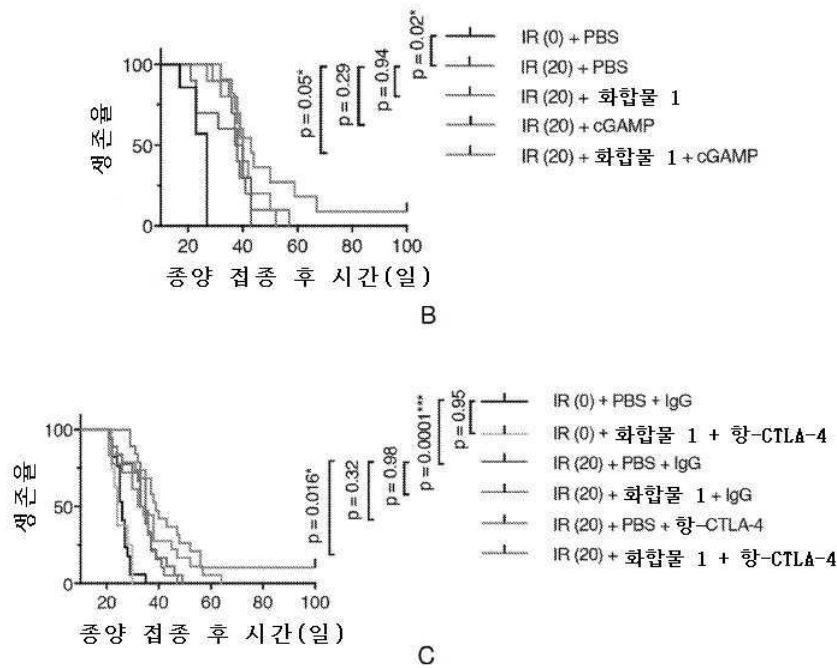 p = 0.02*
p = 0.94
p = 0.29
p = 0.05*
IR (0) + PBS
IR (20) + PBS
IR (20) + 화합물 1
IR (20) + cGAMP
IR (20) + 화합물 1 + cGAMP
생존율
100
50
0
20 40 60 80 100
종양 접종 후 시간(일)
B
p = 0.95
p = 0.0001***
p = 0.98
p = 0.32
p = 0.016*
IR (0) + PBS + IgG
IR (0) + 화합물 1 + 항-CTLA-4
IR (20) + PBS + IgG
IR (20) + 화합물 1 + IgG
IR (20) + PBS + 항-CTLA-4
IR (20) + 화합물 1 + 항-CTLA-4
생존율
100
50
0
20 40 60 80 100
종양 접종 후 시간(일)
C